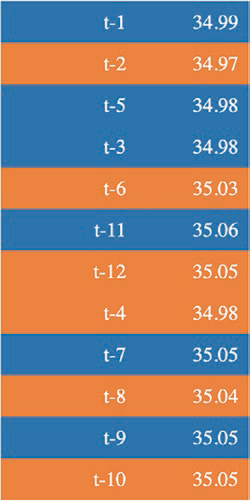 t-1 34.99
t-2 34.97
t-5 34.98
t-3 34.98
t-6 35.03
t-11 35.06
t-12 35.05
t-4 34.98
t-7 35.05
t-8 35.04
t-9 35.05
t-10 35.05